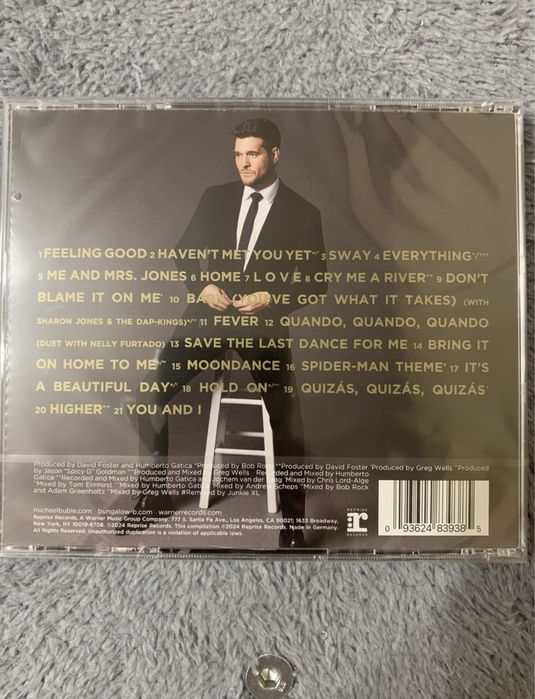 1 FEELING GOOD 2 HAVEN'T MET YOU YET*/^ 3 SWAY 4 EVERYTHING*/†††
5 ME AND MRS. JONES 6 HOME 7 L O V E 8 CRY ME A RIVER 9 DON'T
BLAME IT ON ME 10 BABY (YOU'VE GOT WHAT IT TAKES) (WITH
SHARON JONES & THE DAP-KINGS) 11 FEVER 12 QUANDO, QUANDO, QUANDO
(DUET WITH NELLY FURTADO) 13 SAVE THE LAST DANCE FOR ME 14 BRING IT
ON HOME TO ME 15 MOONDANCE 16 SPIDER-MAN THEME 17 IT'S
A BEAUTIFUL DAY 18 HOLD ON 19 QUIZÁS, QUIZÁS, QUIZÁS
20 HIGHER 21 YOU AND I
Produced by David Foster and Humberto Gatica *Produced by Bob Rock **Produced by David Foster Produced by Greg Wells Produced
by Jason "Spicy G" Goldman Produced and Mixed by Greg Wells Recorded and Mixed by Humberto
Gatica Recorded and Mixed by Humberto Gatica and Jochem van der Saag Mixed by Chris Lord-Alge
Mixed by Tom Elmhirst Mixed by Humberto Gatica Mixed by Andrew Scheps Mixed by Bob Rock
and Adam Greenholtz Mixed by Greg Wells #Remixed by Junkie XL
michaelbuble.com bungalow-b.com warnerrecords.com
Reprise Records, A Warner Music Group Company. 777 S. Santa Fe Ave., Los Angeles, CA 90021; 1633 Broadway,
New York, NY 10019-6708. ©2024 Reprise Records. This compilation ℗2024 Reprise Records. Made in Germany.
All Rights Reserved. Unauthorized duplication is a violation of applicable laws.
REPRISE
r:
RECORDS
0 93624 83938 5